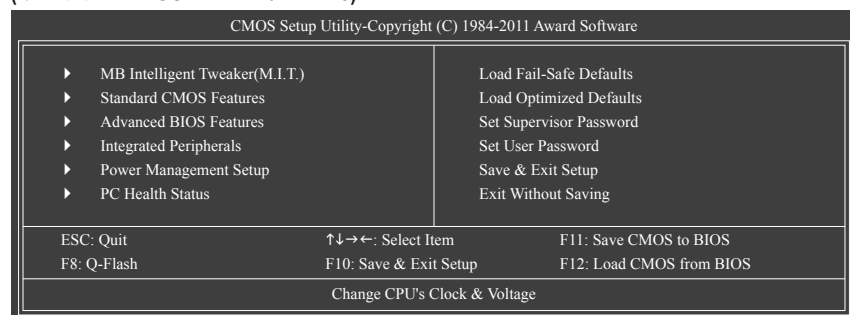 CMOS Setup Utility-Copyright (C) 1984-2011 Award Software
MB Intelligent Tweaker(M.I.T.)
Standard CMOS Features
Advanced BIOS Features
Integrated Peripherals
Power Management Setup
PC Health Status
Load Fail-Safe Defaults
Load Optimized Defaults
Set Supervisor Password
Set User Password
Save & Exit Setup
Exit Without Saving
ESC: Quit ↑↓→←: Select Item F11: Save CMOS to BIOS
F8: Q-Flash F10: Save & Exit Setup F12: Load CMOS from BIOS
Change CPU's Clock & Voltage